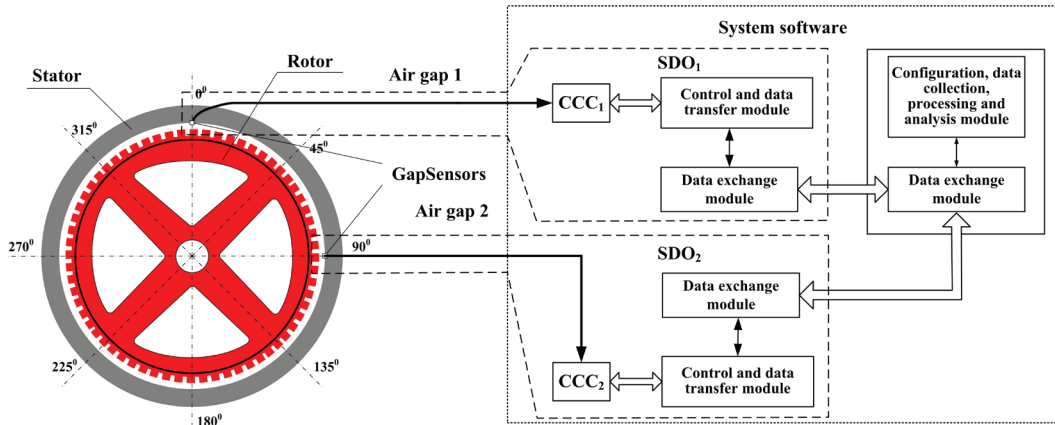 System software
Stator
Rotor
0⁰
Air gap 1
SDO₁
CCC₁
Control and data
transfer module
Configuration, data
collection,
processing and
analysis module
315⁰
45⁰
GapSensors
Data exchange
module
Data exchange
module
Air gap 2
270⁰
90⁰
SDO₂
Data exchange
module
225⁰
135⁰
CCC₂
Control and data
transfer module
180⁰